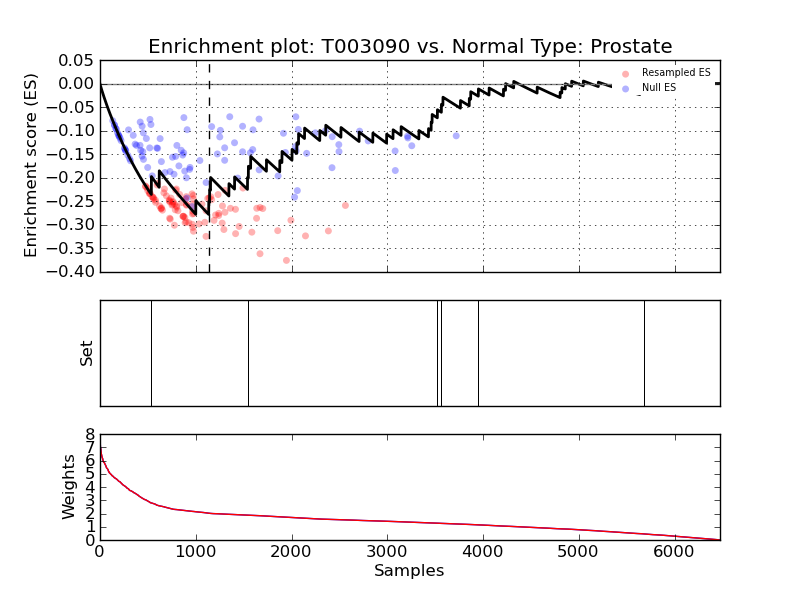 Enrichment plot: T003090 vs. Normal Type: Prostate
Enrichment score (ES)
0.05
0.00
−0.05
−0.10
−0.15
−0.20
−0.25
−0.30
−0.35
−0.40
Resampled ES
Null ES
Set
Weights
8
7
6
5
4
3
2
1
0
0 1000 2000 3000 4000 5000 6000
Samples